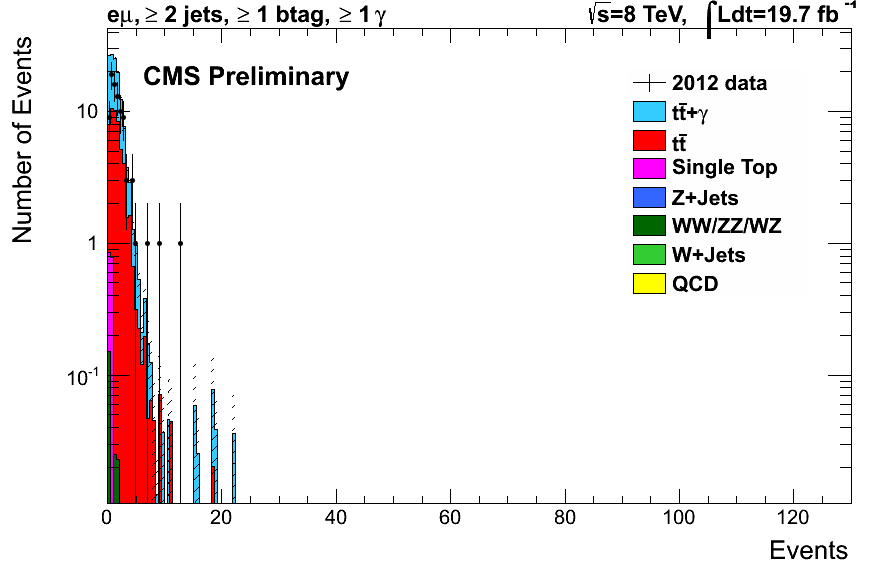 eμ, ≥ 2 jets, ≥ 1 btag, ≥ 1 γ
√s=8 TeV, ∫Ldt=19.7 fb⁻¹
CMS Preliminary
2012 data
tt̄+γ
tt̄
Single Top
Z+Jets
WW/ZZ/WZ
W+Jets
QCD
Number of Events
10
1
10⁻¹
0 20 40 60 80 100 120
Events